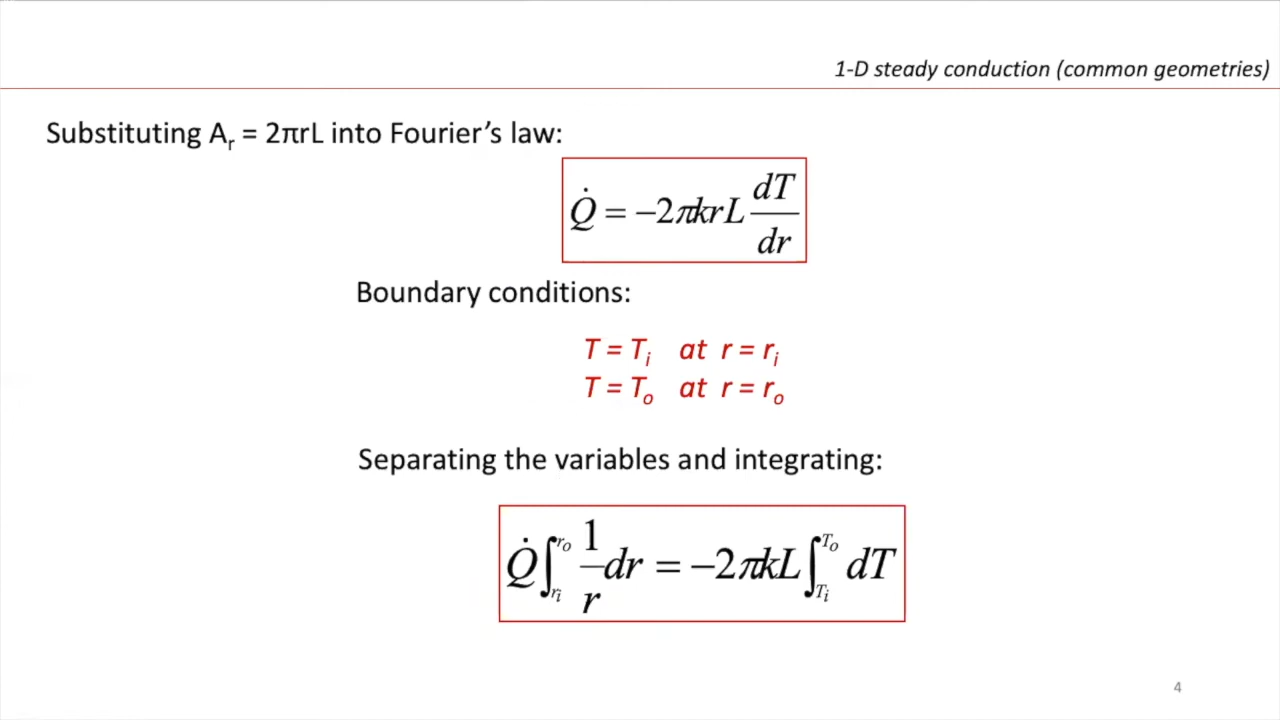 1-D steady conduction (common geometries)
Substituting Aᵣ = 2πrL into Fourier’s law:
Q̇ = −2πkrL dT/dr
Boundary conditions:
T = Tᵢ at r = rᵢ
T = Tₒ at r = rₒ
Separating the variables and integrating:
Q̇ ∫_{rᵢ}^{rₒ} 1/r dr = −2πkL ∫_{Tᵢ}^{Tₒ} dT
4